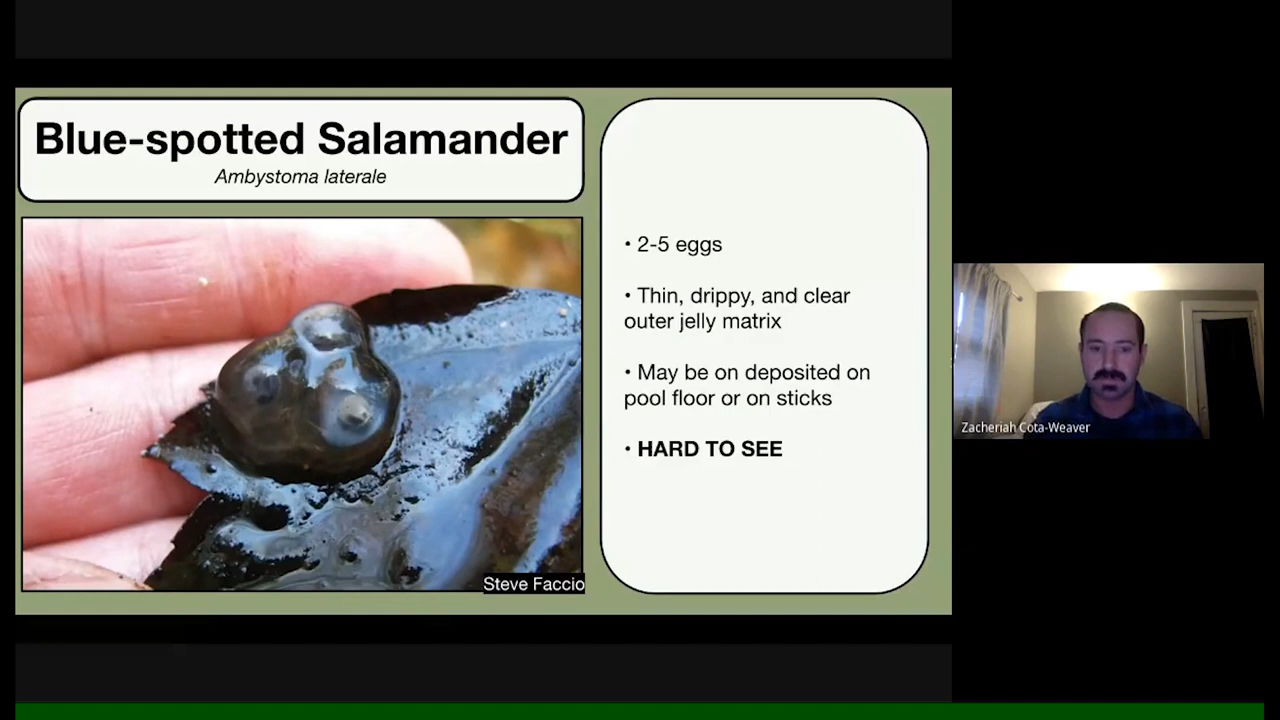 Blue-spotted Salamander
Ambystoma laterale
• 2-5 eggs
• Thin, drippy, and clear
outer jelly matrix
• May be on deposited on
pool floor or on sticks
• HARD TO SEE
Steve Faccio
Zacheriah Cota-Weaver